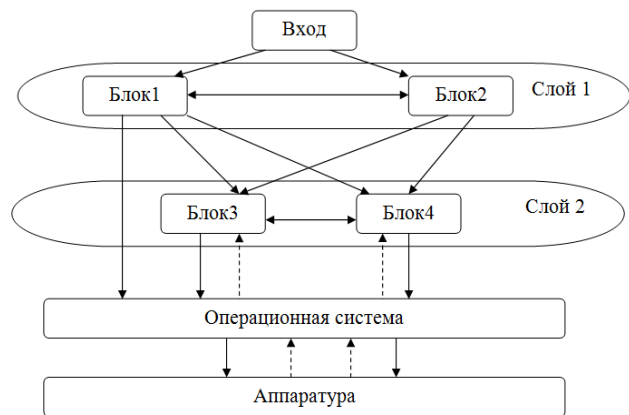 Вход
Блок1
Блок2
Слой 1
Блок3
Блок4
Слой 2
Операционная система
Аппаратура